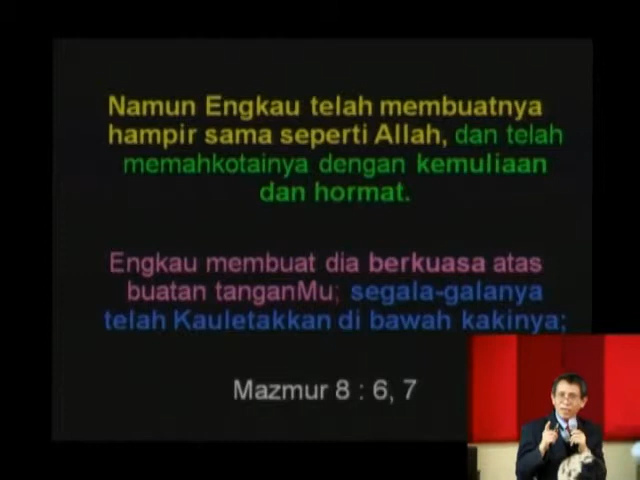 Namun Engkau telah membuatnya
hampir sama seperti Allah, dan telah
memahkotainya dengan kemuliaan
dan hormat.
Engkau membuat dia berkuasa atas
buatan tanganMu; segala-galanya
telah Kauletakkan di bawah kakinya;
Mazmur 8 : 6, 7